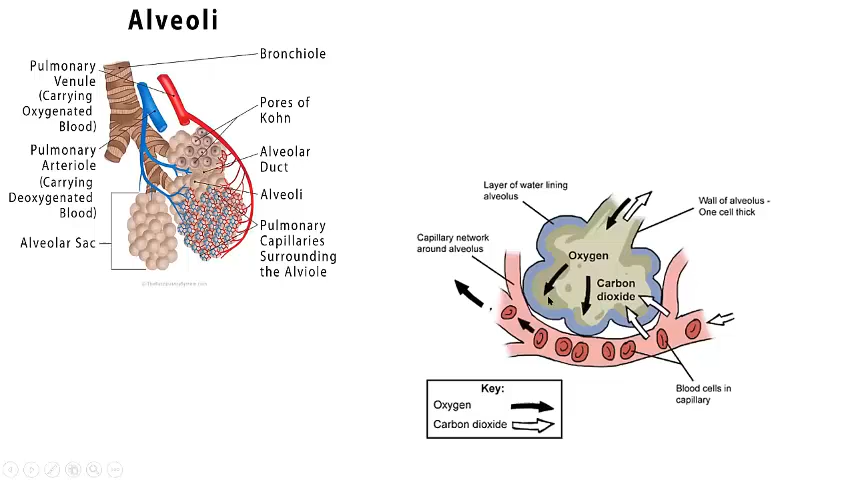 Alveoli
Bronchiole
Pulmonary
Venule
(Carrying
Oxygenated
Blood)
Pores of
Kohn
Pulmonary
Arteriole
(Carrying
Deoxygenated
Blood)
Alveolar
Duct
Alveoli
Alveolar Sac
Pulmonary
Capillaries
Surrounding
the Alviole
Layer of water lining
alveolus
Wall of alveolus -
One cell thick
Capillary network
around alveolus
Oxygen
Carbon
dioxide
Blood cells in
capillary
Key:
Oxygen
Carbon dioxide